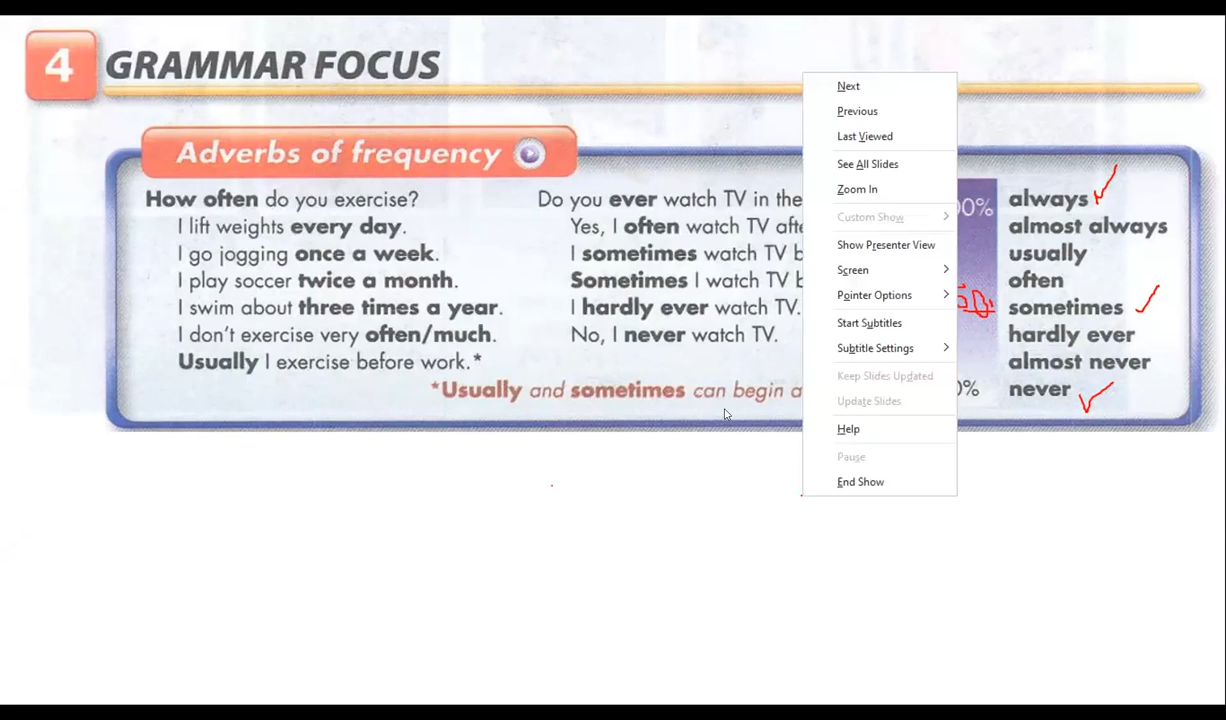 4 GRAMMAR FOCUS
Adverbs of frequency
How often do you exercise?
I lift weights every day.
I go jogging once a week.
I play soccer twice a month.
I swim about three times a year.
I don't exercise very often/much.
Usually I exercise before work.*
Do you ever watch TV in the
Yes, I often watch TV afte
I sometimes watch TV b
Sometimes I watch TV b
I hardly ever watch TV.
No, I never watch TV.
*Usually and sometimes can begin a
00%
0%
always
almost always
usually
often
sometimes
hardly ever
almost never
never
Next
Previous
Last Viewed
See All Slides
Zoom In
Custom Show
Show Presenter View
Screen
Pointer Options
Start Subtitles
Subtitle Settings
Keep Slides Updated
Update Slides
Help
Pause
End Show